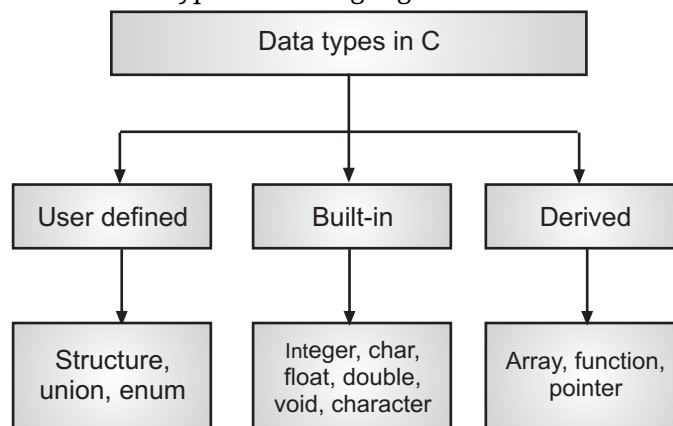 Data types in C
User defined
Built-in
Derived
Structure,
union, enum
Integer, char,
float, double,
void, character
Array, function,
pointer